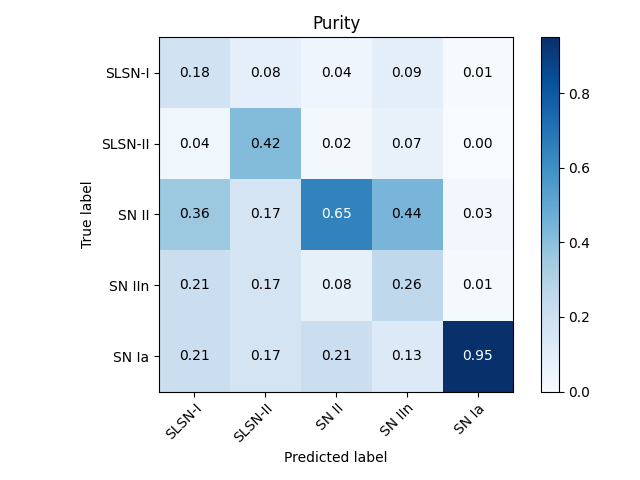 Purity
SLSN-I 0.18 0.08 0.04 0.09 0.01
SLSN-II 0.04 0.42 0.02 0.07 0.00
SN II 0.36 0.17 0.65 0.44 0.03
SN IIn 0.21 0.17 0.08 0.26 0.01
SN Ia 0.21 0.17 0.21 0.13 0.95
SLSN-I SLSN-II SN II SN IIn SN Ia
Predicted label
True label
0.8
0.6
0.4
0.2
0.0